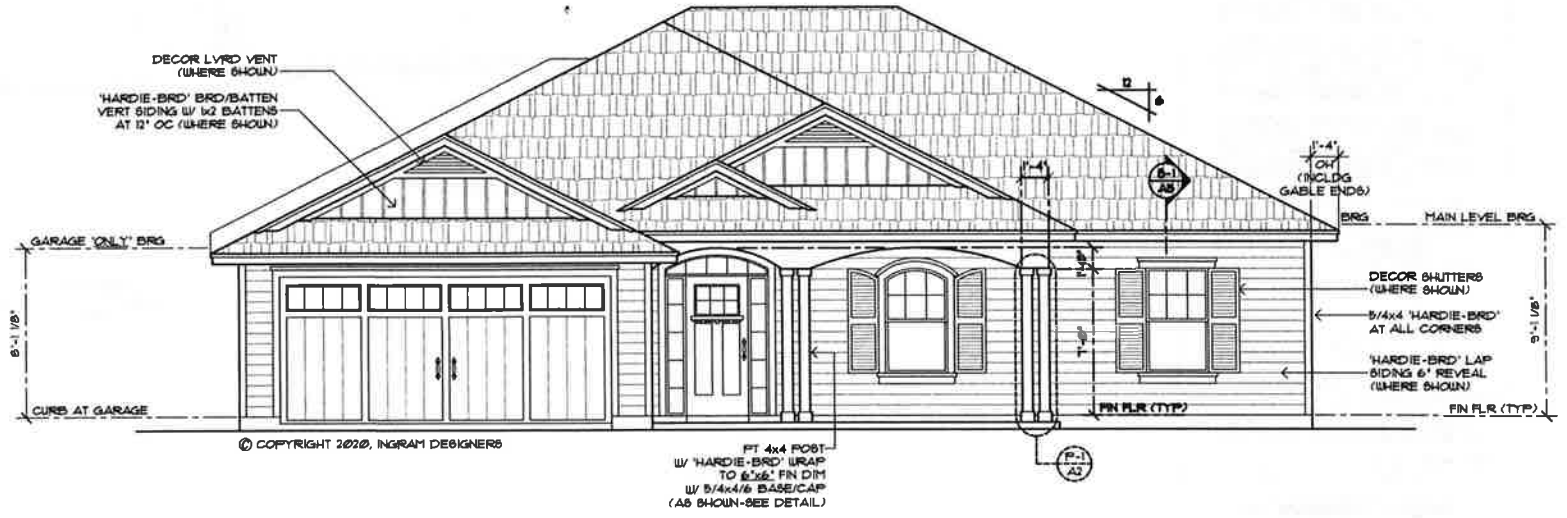 DECOR LVRD VENT
(WHERE SHOWN)
'HARDIE-BRD' BRD/BATTEN
VERT SIDING W/ 1x2 BATTENS
AT 12" OC (WHERE SHOWN)
12
6
1'-4"
OH
(INCLDG
GABLE ENDS)
1'-4"
S-1
A5
BRG
MAIN LEVEL BRG
GARAGE 'ONLY' BRG
8'-1 1/8"
CURB AT GARAGE
© COPYRIGHT 2020, INGRAM DESIGNERS
DECOR SHUTTERS
(WHERE SHOWN)
5/4x4 'HARDIE-BRD'
AT ALL CORNERS
'HARDIE-BRD' LAP
SIDING 6" REVEAL
(WHERE SHOWN)
9'-1 1/8"
FIN FLR (TYP)
FIN FLR (TYP)
PT 4x4 POST
W/ 'HARDIE-BRD' WRAP
TO 6"x6" FIN DIM
W/ 5/4x4/6 BASE/CAP
(AS SHOWN-SEE DETAIL)
P-1
A2